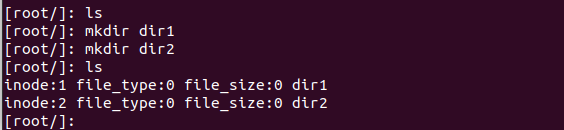 [root/]: ls
[root/]: mkdir dir1
[root/]: mkdir dir2
[root/]: ls
inode:1 file_type:0 file_size:0 dir1
inode:2 file_type:0 file_size:0 dir2
[root/]: